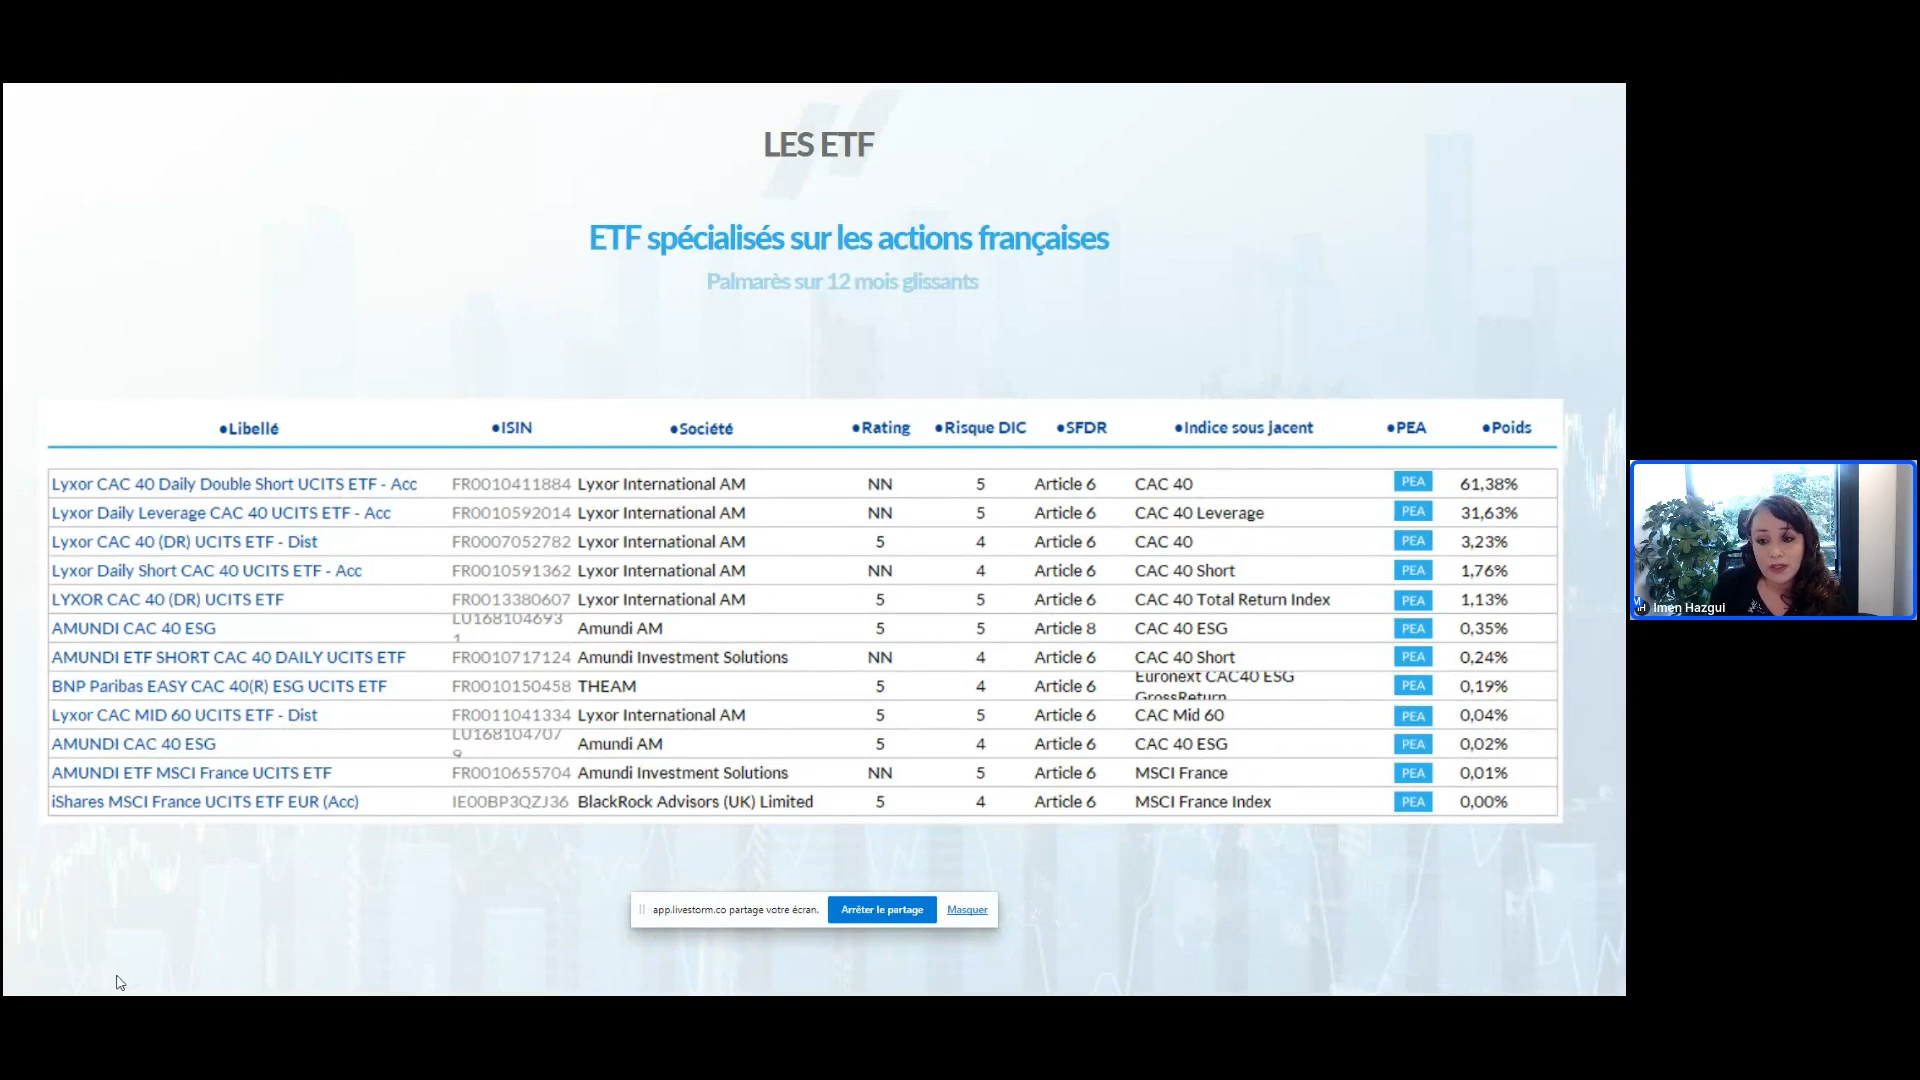 LES ETF
ETF spécialisés sur les actions françaises
Palmarès sur 12 mois glissants
•Libellé •ISIN •Société •Rating •Risque DIC •SFDR •Indice sous jacent •PEA •Poids
Lyxor CAC 40 Daily Double Short UCITS ETF - Acc FR0010411884 Lyxor International AM NN 5 Article 6 CAC 40 PEA 61,38%
Lyxor Daily Leverage CAC 40 UCITS ETF - Acc FR0010592014 Lyxor International AM NN 5 Article 6 CAC 40 Leverage PEA 31,63%
Lyxor CAC 40 (DR) UCITS ETF - Dist FR0007052782 Lyxor International AM 5 4 Article 6 CAC 40 PEA 3,23%
Lyxor Daily Short CAC 40 UCITS ETF - Acc FR0010591362 Lyxor International AM NN 4 Article 6 CAC 40 Short PEA 1,76%
LYXOR CAC 40 (DR) UCITS ETF FR0013380607 Lyxor International AM 5 5 Article 6 CAC 40 Total Return Index PEA 1,13%
AMUNDI CAC 40 ESG LU1681046931 Amundi AM 5 5 Article 8 CAC 40 ESG PEA 0,35%
AMUNDI ETF SHORT CAC 40 DAILY UCITS ETF FR0010717124 Amundi Investment Solutions NN 4 Article 6 CAC 40 Short PEA 0,24%
BNP Paribas EASY CAC 40(R) ESG UCITS ETF FR0010150458 THEAM 5 4 Article 6 Euronext CAC40 ESG GrossReturn PEA 0,19%
Lyxor CAC MID 60 UCITS ETF - Dist FR0011041334 Lyxor International AM 5 5 Article 6 CAC Mid 60 PEA 0,04%
AMUNDI CAC 40 ESG LU1681047079 Amundi AM 5 4 Article 6 CAC 40 ESG PEA 0,02%
AMUNDI ETF MSCI France UCITS ETF FR0010655704 Amundi Investment Solutions NN 5 Article 6 MSCI France PEA 0,01%
iShares MSCI France UCITS ETF EUR (Acc) IE00BP3QZJ36 BlackRock Advisors (UK) Limited 5 4 Article 6 MSCI France Index PEA 0,00%
app.livestorm.co partage votre écran. Arrêter le partage Masquer
Imen Hazgui